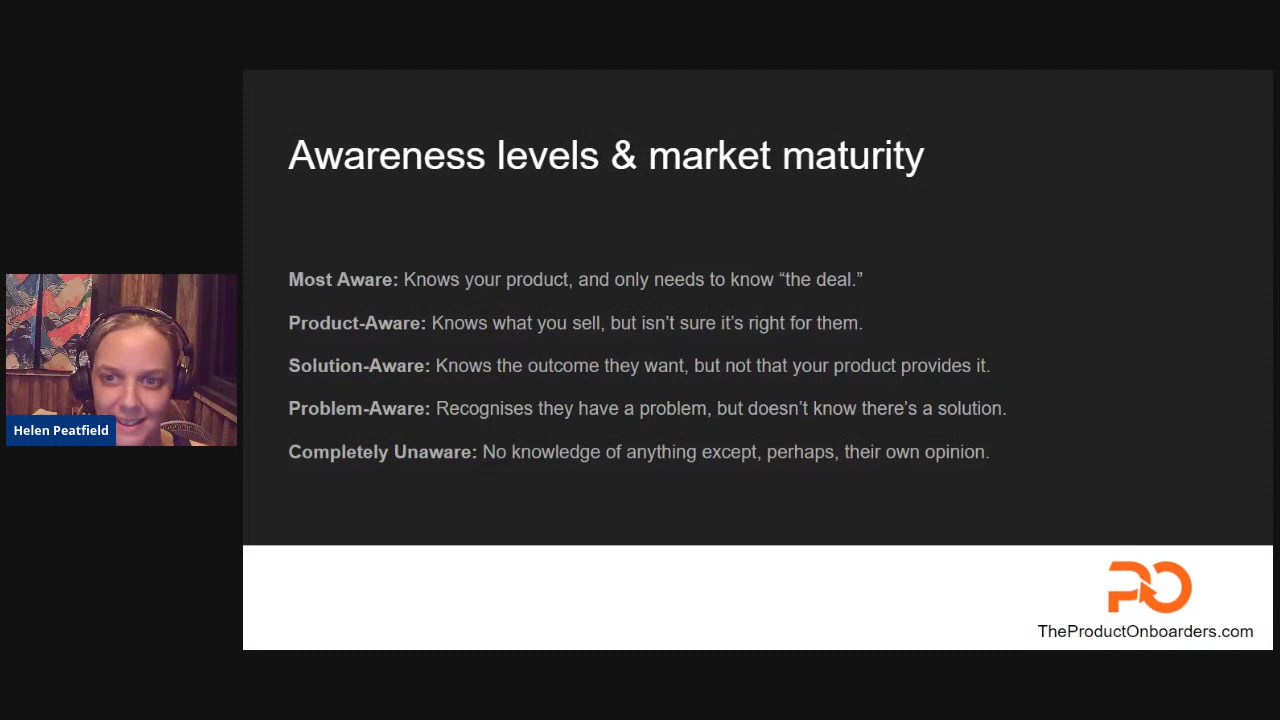 Awareness levels & market maturity
Most Aware: Knows your product, and only needs to know “the deal.”
Product-Aware: Knows what you sell, but isn’t sure it’s right for them.
Solution-Aware: Knows the outcome they want, but not that your product provides it.
Problem-Aware: Recognises they have a problem, but doesn’t know there’s a solution.
Completely Unaware: No knowledge of anything except, perhaps, their own opinion.
Helen Peatfield
PO
TheProductOnboarders.com